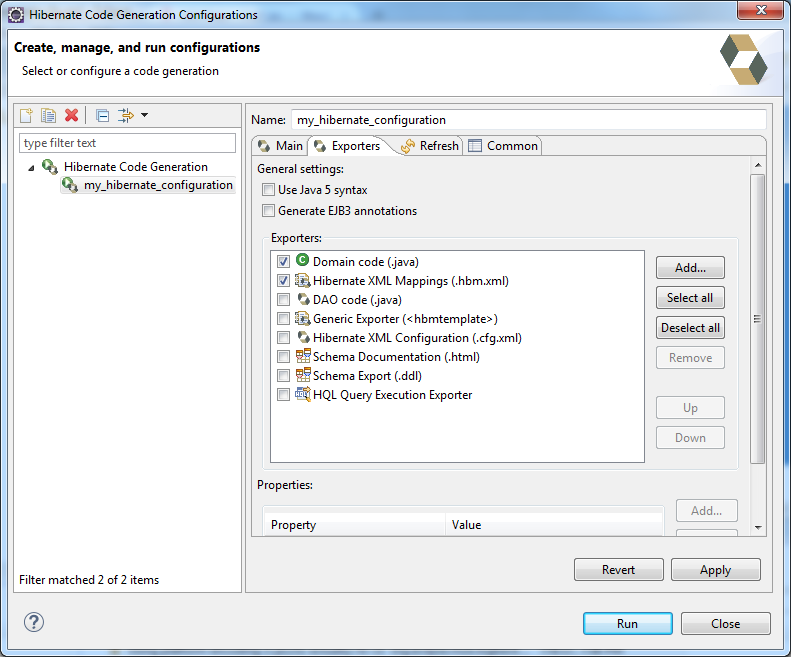 Hibernate Code Generation Configurations
Create, manage, and run configurations
Select or configure a code generation
type filter text
Hibernate Code Generation
my_hibernate_configuration
Filter matched 2 of 2 items
Name: my_hibernate_configuration
Main Exporters Refresh Common
General settings:
Use Java 5 syntax
Generate EJB3 annotations
Exporters:
Domain code (.java)
Hibernate XML Mappings (.hbm.xml)
DAO code (.java)
Generic Exporter (<hbmtemplate>)
Hibernate XML Configuration (.cfg.xml)
Schema Documentation (.html)
Schema Export (.ddl)
HQL Query Execution Exporter
Add...
Select all
Deselect all
Remove
Up
Down
Properties:
Property Value
Add...
Revert Apply
Run Close